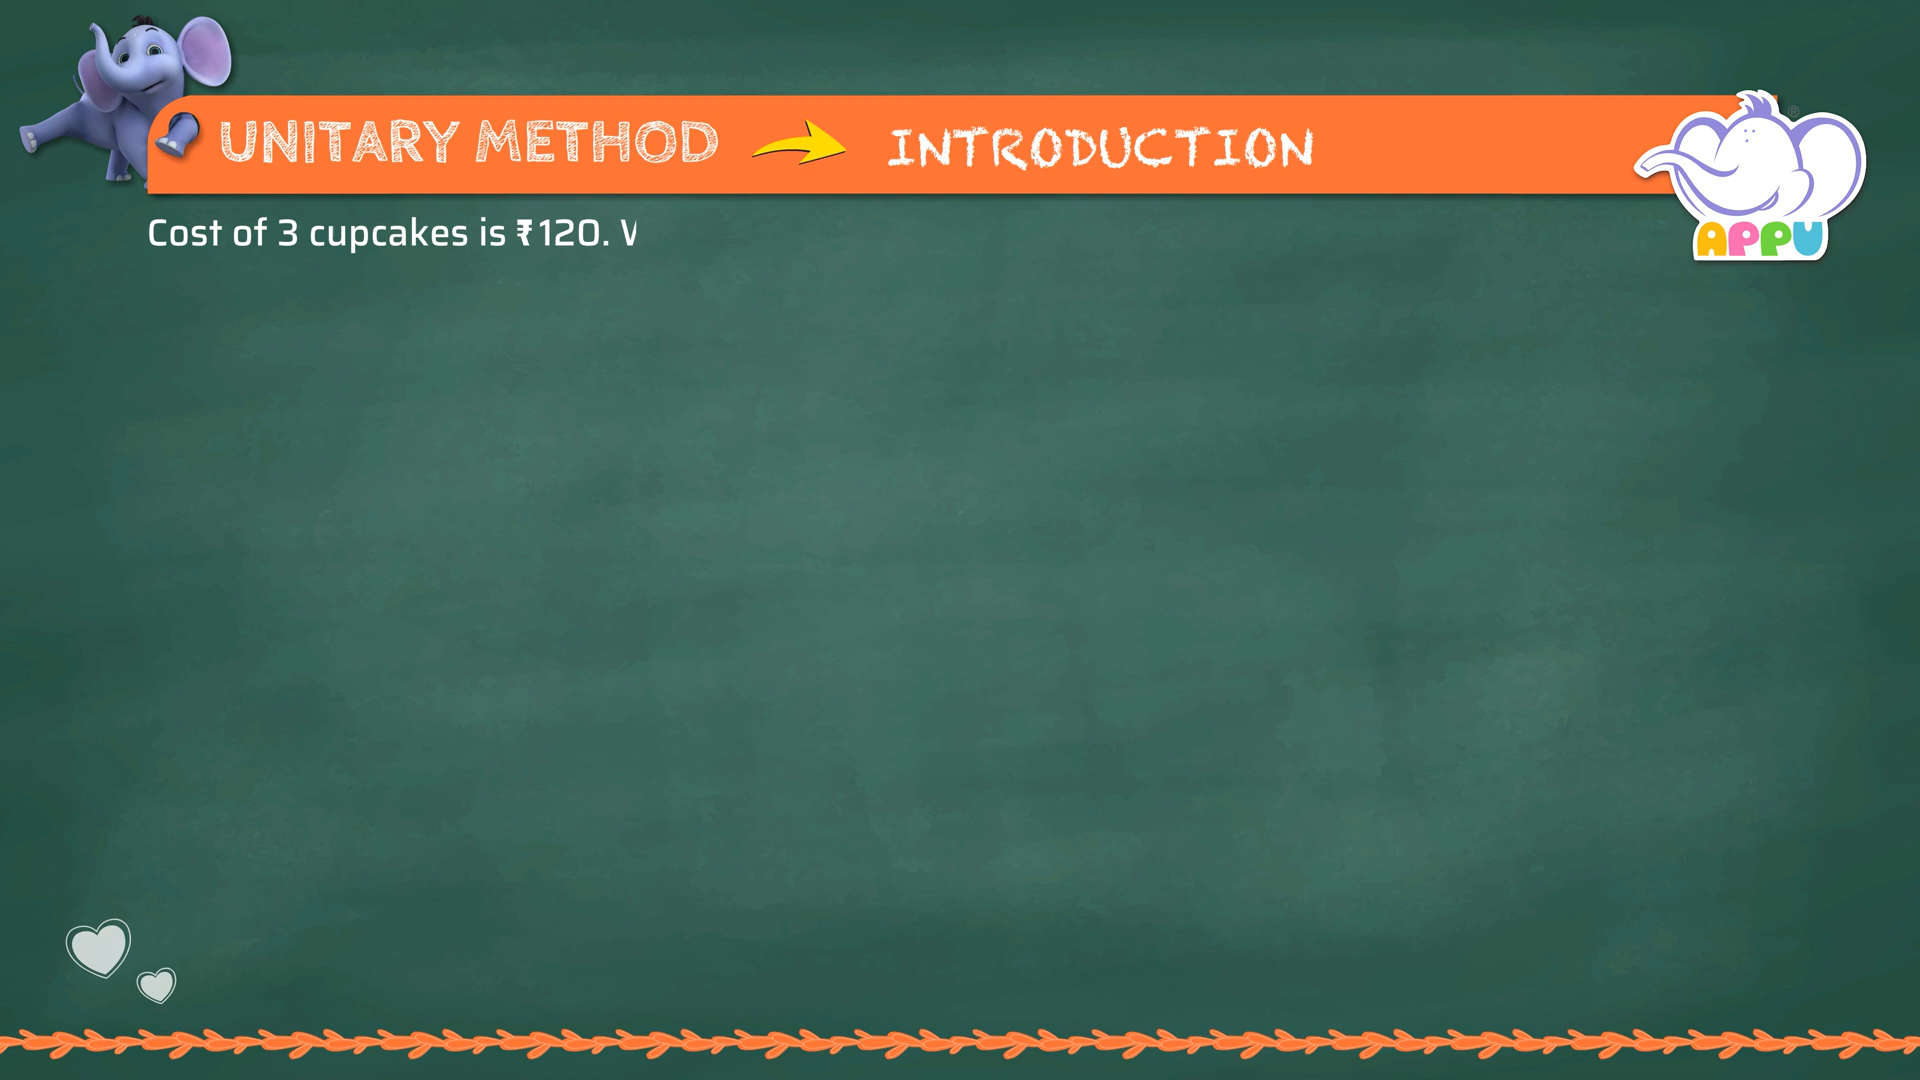 UNITARY METHOD INTRODUCTION
Cost of 3 cupcakes is ₹120.
APPU